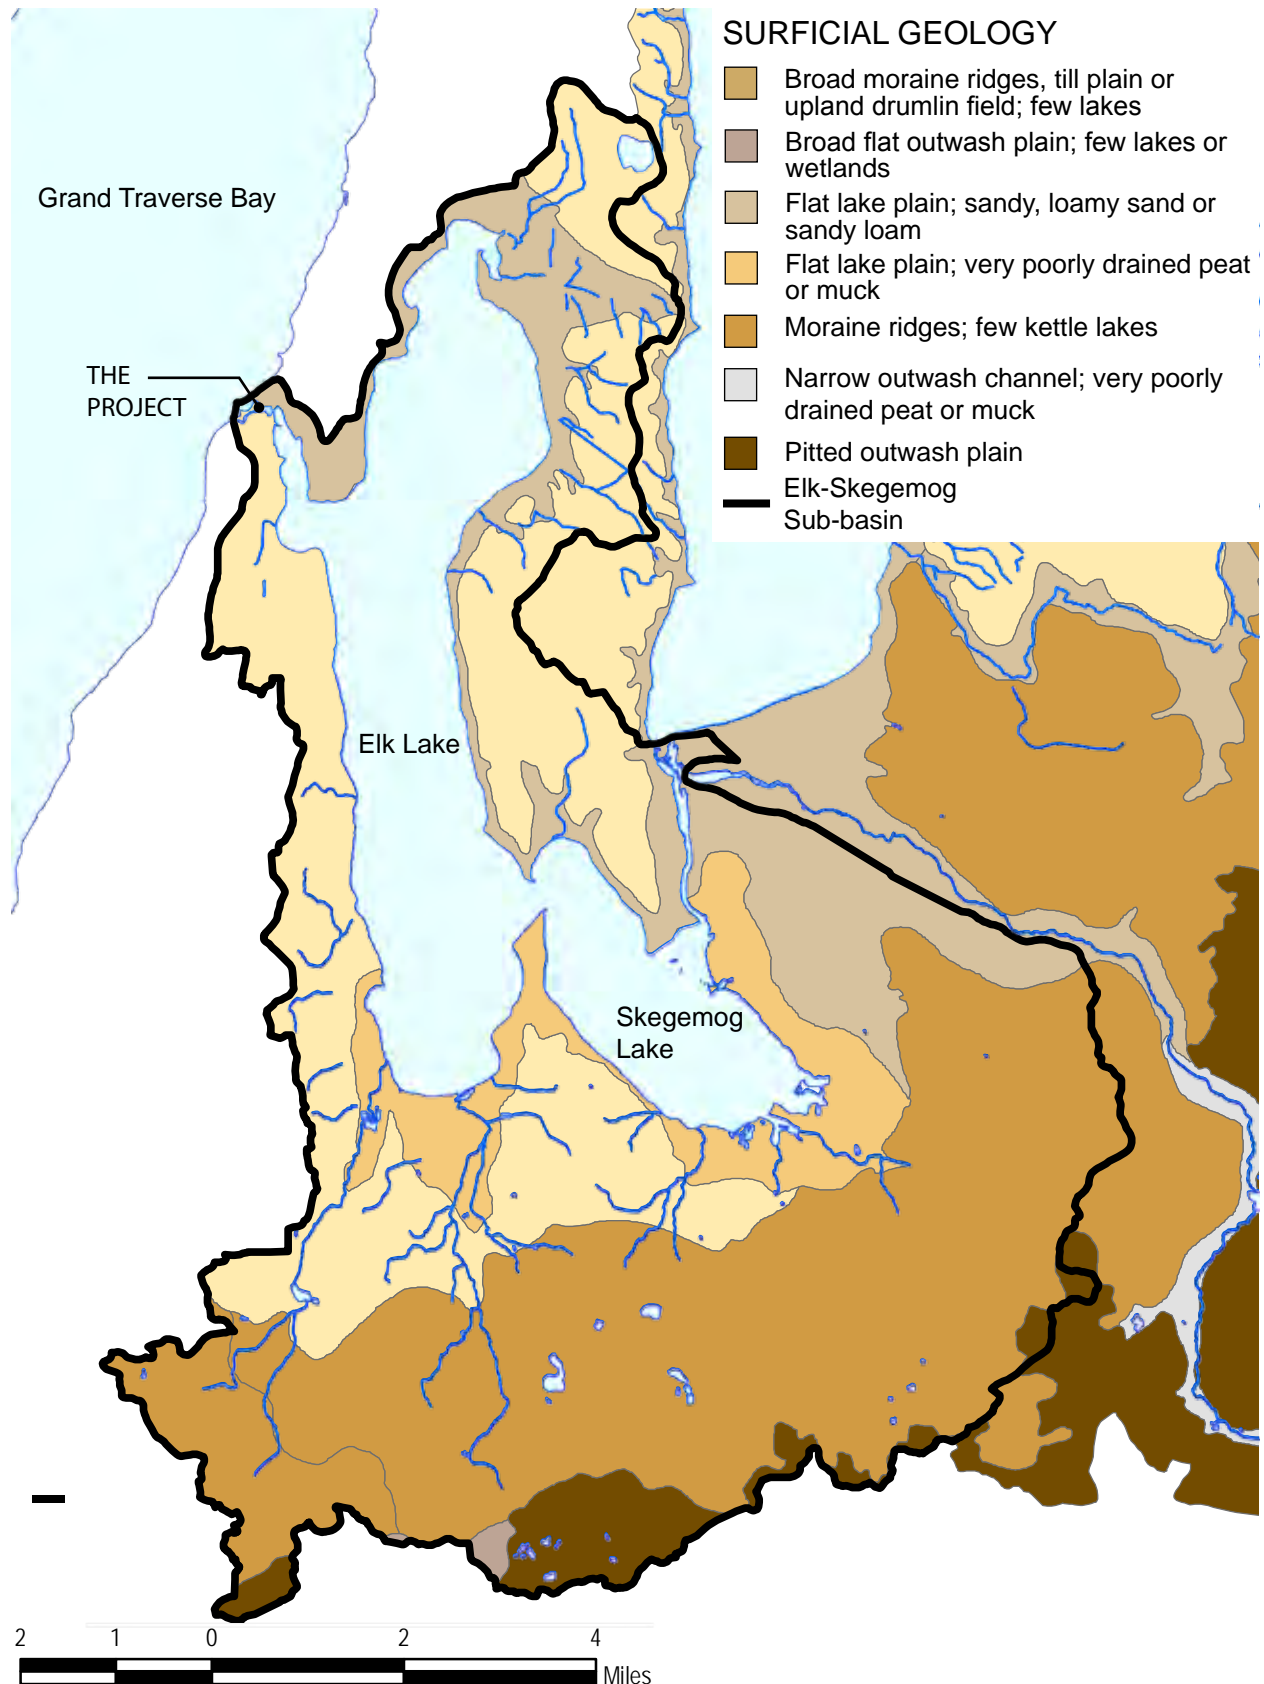 SURFICIAL GEOLOGY
Broad moraine ridges, till plain or
upland drumlin field; few lakes
Broad flat outwash plain; few lakes or
wetlands
Flat lake plain; sandy, loamy sand or
sandy loam
Flat lake plain; very poorly drained peat
or muck
Moraine ridges; few kettle lakes
Narrow outwash channel; very poorly
drained peat or muck
Pitted outwash plain
Elk-Skegemog
Sub-basin
Grand Traverse Bay
THE
PROJECT
Elk Lake
Skegemog
Lake
2 1 0 2 4
Miles